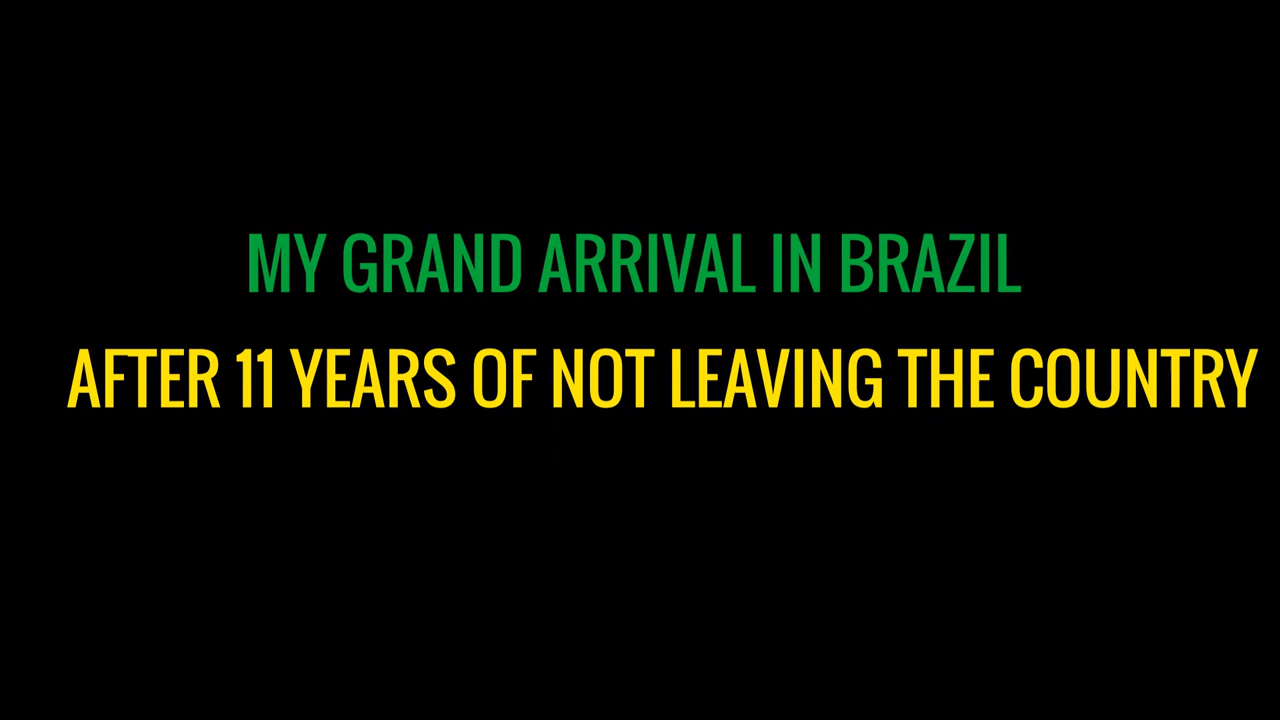 MY GRAND ARRIVAL IN BRAZIL
AFTER 11 YEARS OF NOT LEAVING THE COUNTRY